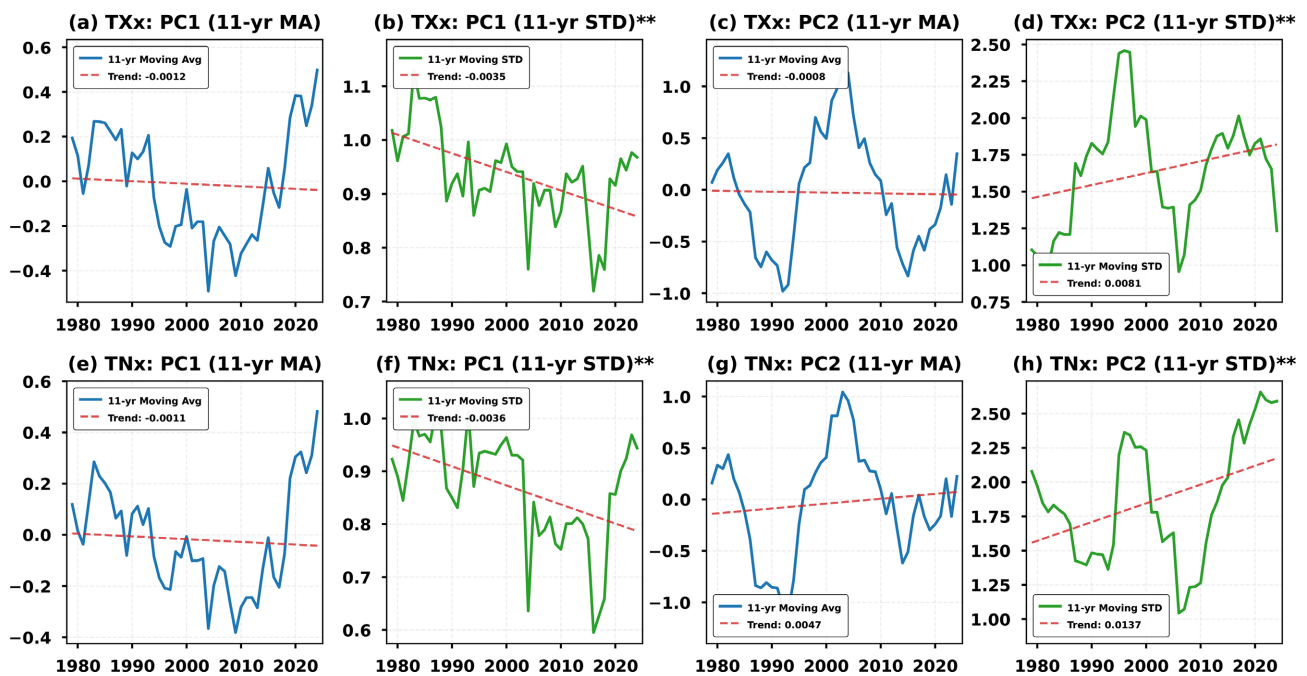 (a) TXx: PC1 (11-yr MA)
0.6
0.4
0.2
0.0
−0.2
−0.4
11-yr Moving Avg
Trend: -0.0012
1980 1990 2000 2010 2020
(b) TXx: PC1 (11-yr STD)**
1.1
1.0
0.9
0.8
0.7
11-yr Moving STD
Trend: -0.0035
1980 1990 2000 2010 2020
(c) TXx: PC2 (11-yr MA)
1.0
0.5
0.0
−0.5
−1.0
11-yr Moving Avg
Trend: -0.0008
1980 1990 2000 2010 2020
(d) TXx: PC2 (11-yr STD)**
2.50
2.25
2.00
1.75
1.50
1.25
1.00
0.75
11-yr Moving STD
Trend: 0.0081
1980 1990 2000 2010 2020
(e) TNx: PC1 (11-yr MA)
0.6
0.4
0.2
0.0
−0.2
−0.4
11-yr Moving Avg
Trend: -0.0011
1980 1990 2000 2010 2020
(f) TNx: PC1 (11-yr STD)**
1.0
0.9
0.8
0.7
0.6
11-yr Moving STD
Trend: -0.0036
1980 1990 2000 2010 2020
(g) TNx: PC2 (11-yr MA)
1.0
0.5
0.0
−0.5
−1.0
11-yr Moving Avg
Trend: 0.0047
1980 1990 2000 2010 2020
(h) TNx: PC2 (11-yr STD)**
2.50
2.25
2.00
1.75
1.50
1.25
1.00
11-yr Moving STD
Trend: 0.0137
1980 1990 2000 2010 2020